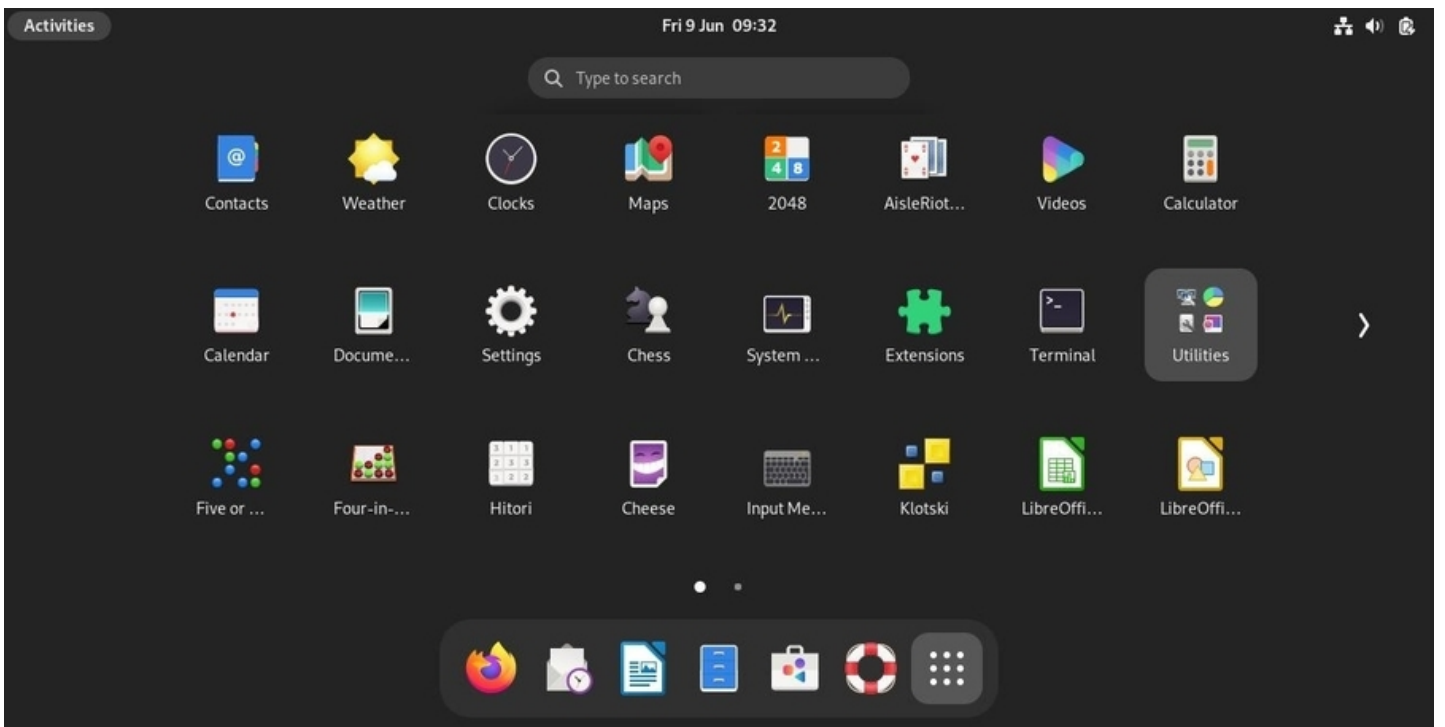 Activities
Fri 9 Jun 09:32
Type to search
Contacts
Weather
Clocks
Maps
2048
AisleRiot...
Videos
Calculator
Calendar
Docume...
Settings
Chess
System ...
Extensions
Terminal
Utilities
Five or ...
Four-in-...
Hitori
Cheese
Input Me...
Klotski
LibreOffi...
LibreOffi...